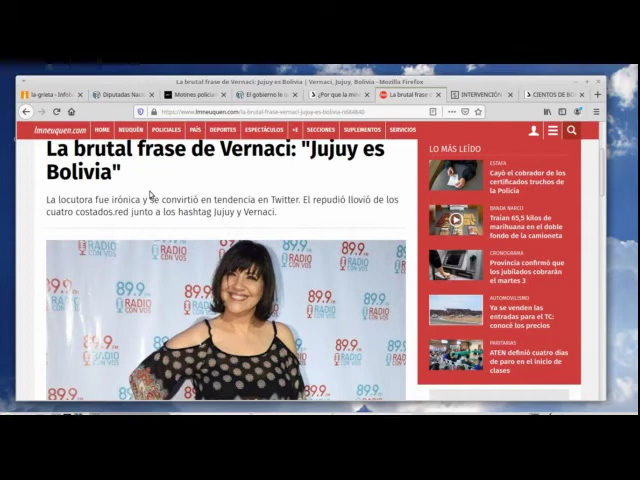 La brutal frase de Vernaci: Jujuy es Bolivia | Vernaci, Jujuy, Bolivia - Mozilla Firefox
la-grieta - Infob
Diputadas Nac
Motines policia
El gobierno le q
¿Por qué la mi
La brutal frase
INTERVENCIÓN
CIENTOS DE BO
https://www.lmneuquen.com/la-brutal-frase-vernaci-jujuy-es-bolivia-n684840
lmneuquen.com
HOME
NEUQUÉN
POLICIALES
PAÍS
DEPORTES
ESPECTÁCULOS
+E
SECCIONES
SUPLEMENTOS
SERVICIOS
La brutal frase de Vernaci: "Jujuy es
Bolivia"
La locutora fue irónica y se convirtió en tendencia en Twitter. El repudió llovió de los
cuatro costados.red junto a los hashtag Jujuy y Vernaci.
89.9 FM
RADIO
CON VOS
LO MÁS LEÍDO
ESTAFA
Cayó el cobrador de los
certificados truchos de
la Policía
BANDA NARCO
Traían 65,5 kilos de
marihuana en el doble
fondo de la camioneta
CRONOGRAMA
Provincia confirmó que
los jubilados cobrarán
el martes 3
AUTOMOVILISMO
Ya se venden las
entradas para el TC:
conocé los precios
PARITARIAS
ATEN definió cuatro días
de paro en el inicio de
clases